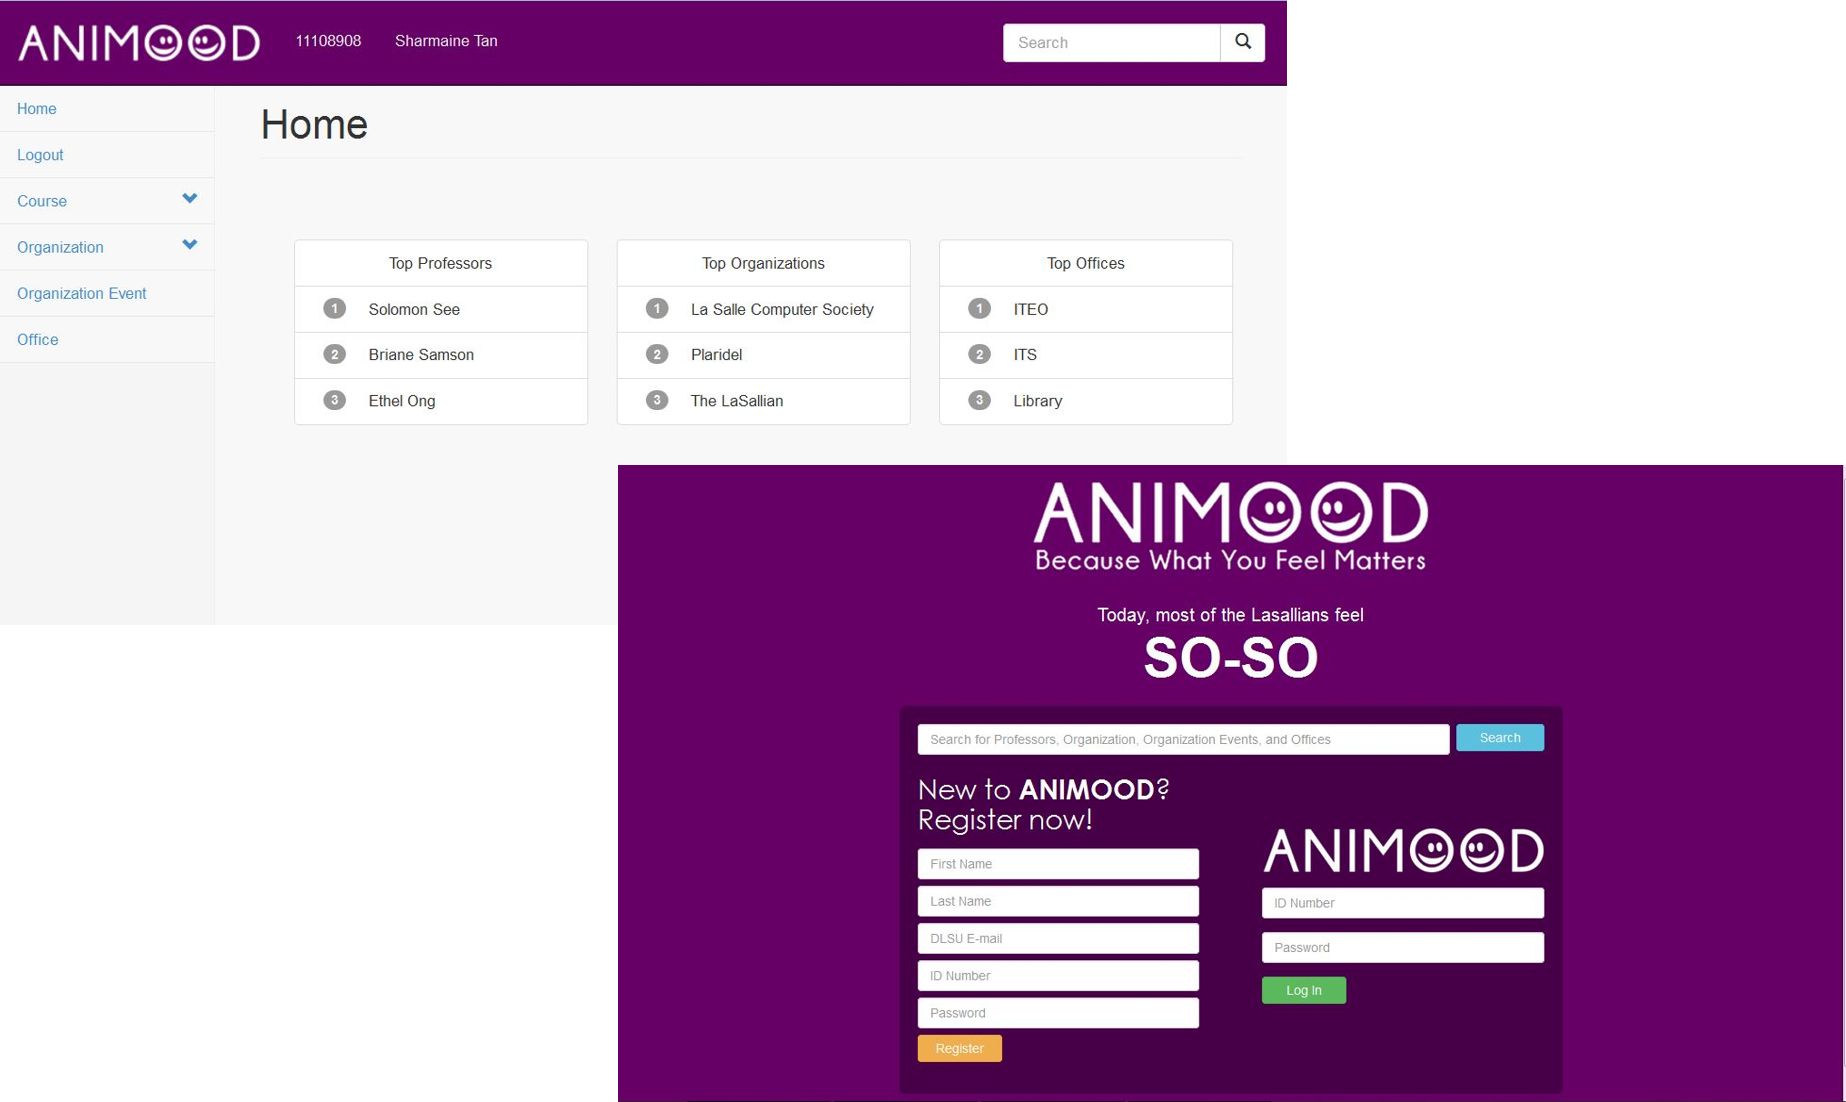 ANIMOOD
11108908
Sharmaine Tan
Search
Home
Logout
Course
Organization
Organization Event
Office
Home
Top Professors
1 Solomon See
2 Briane Samson
3 Ethel Ong
Top Organizations
1 La Salle Computer Society
2 Plaridel
3 The LaSallian
Top Offices
1 ITEO
2 ITS
3 Library
ANIMOOD
Because What You Feel Matters
Today, most of the Lasallians feel
SO-SO
Search for Professors, Organization, Organization Events, and Offices
Search
New to ANIMOOD?
Register now!
First Name
Last Name
DLSU E-mail
ID Number
Password
Register
ANIMOOD
ID Number
Password
Log In